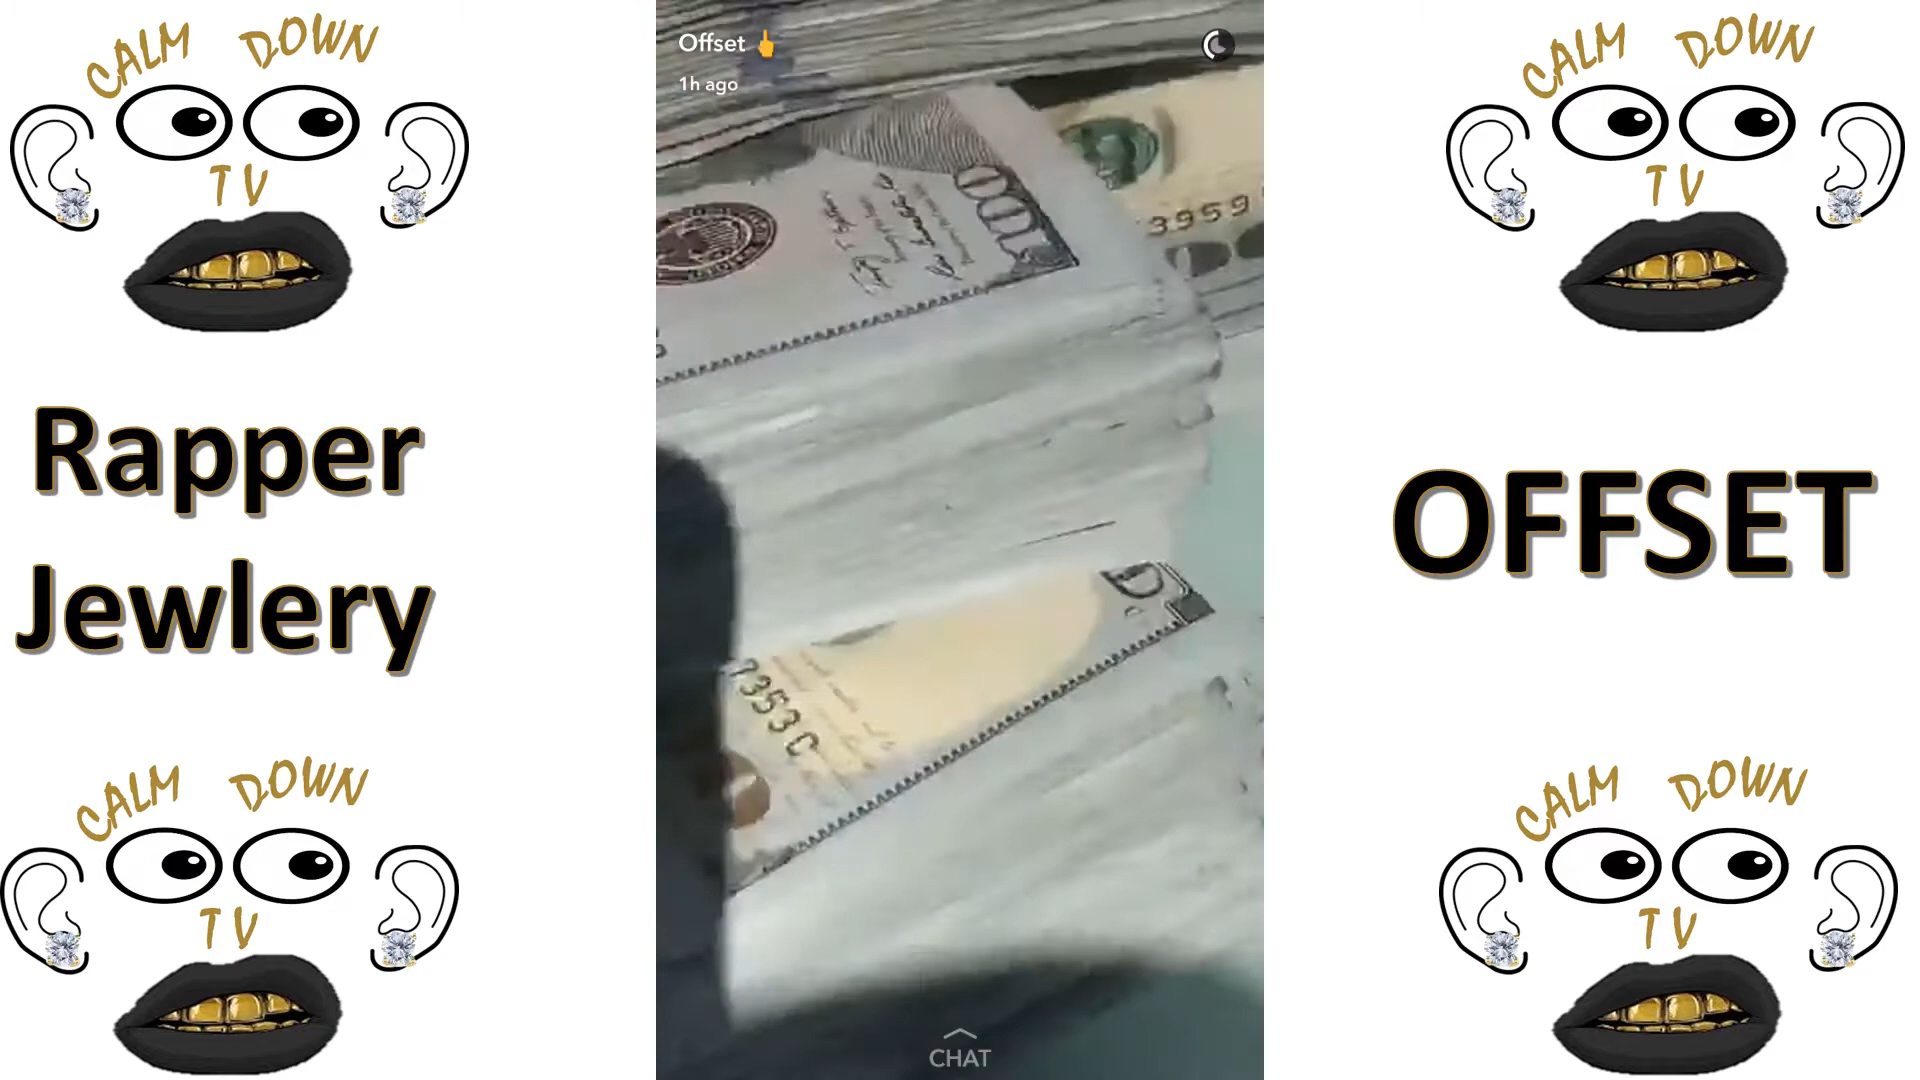 CALM DOWN
TV
Rapper
Jewlery
CALM DOWN
TV
Offset 🖕
1h ago
100
3959
D
7353 C
CHAT
CALM DOWN
TV
OFFSET
CALM DOWN
TV